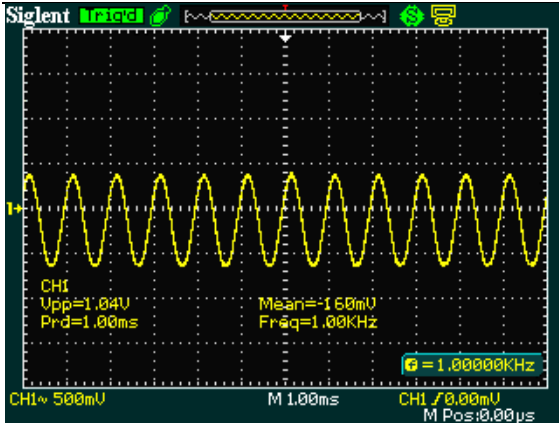 Siglent Trig'd S
1
CH1
Vpp=1.04V Mean=-160mV
Prd=1.00ms Freq=1.00KHz
f = 1.00000KHz
CH1~ 500mV M 1.00ms CH1 0.00mV
M Pos:0.00µs